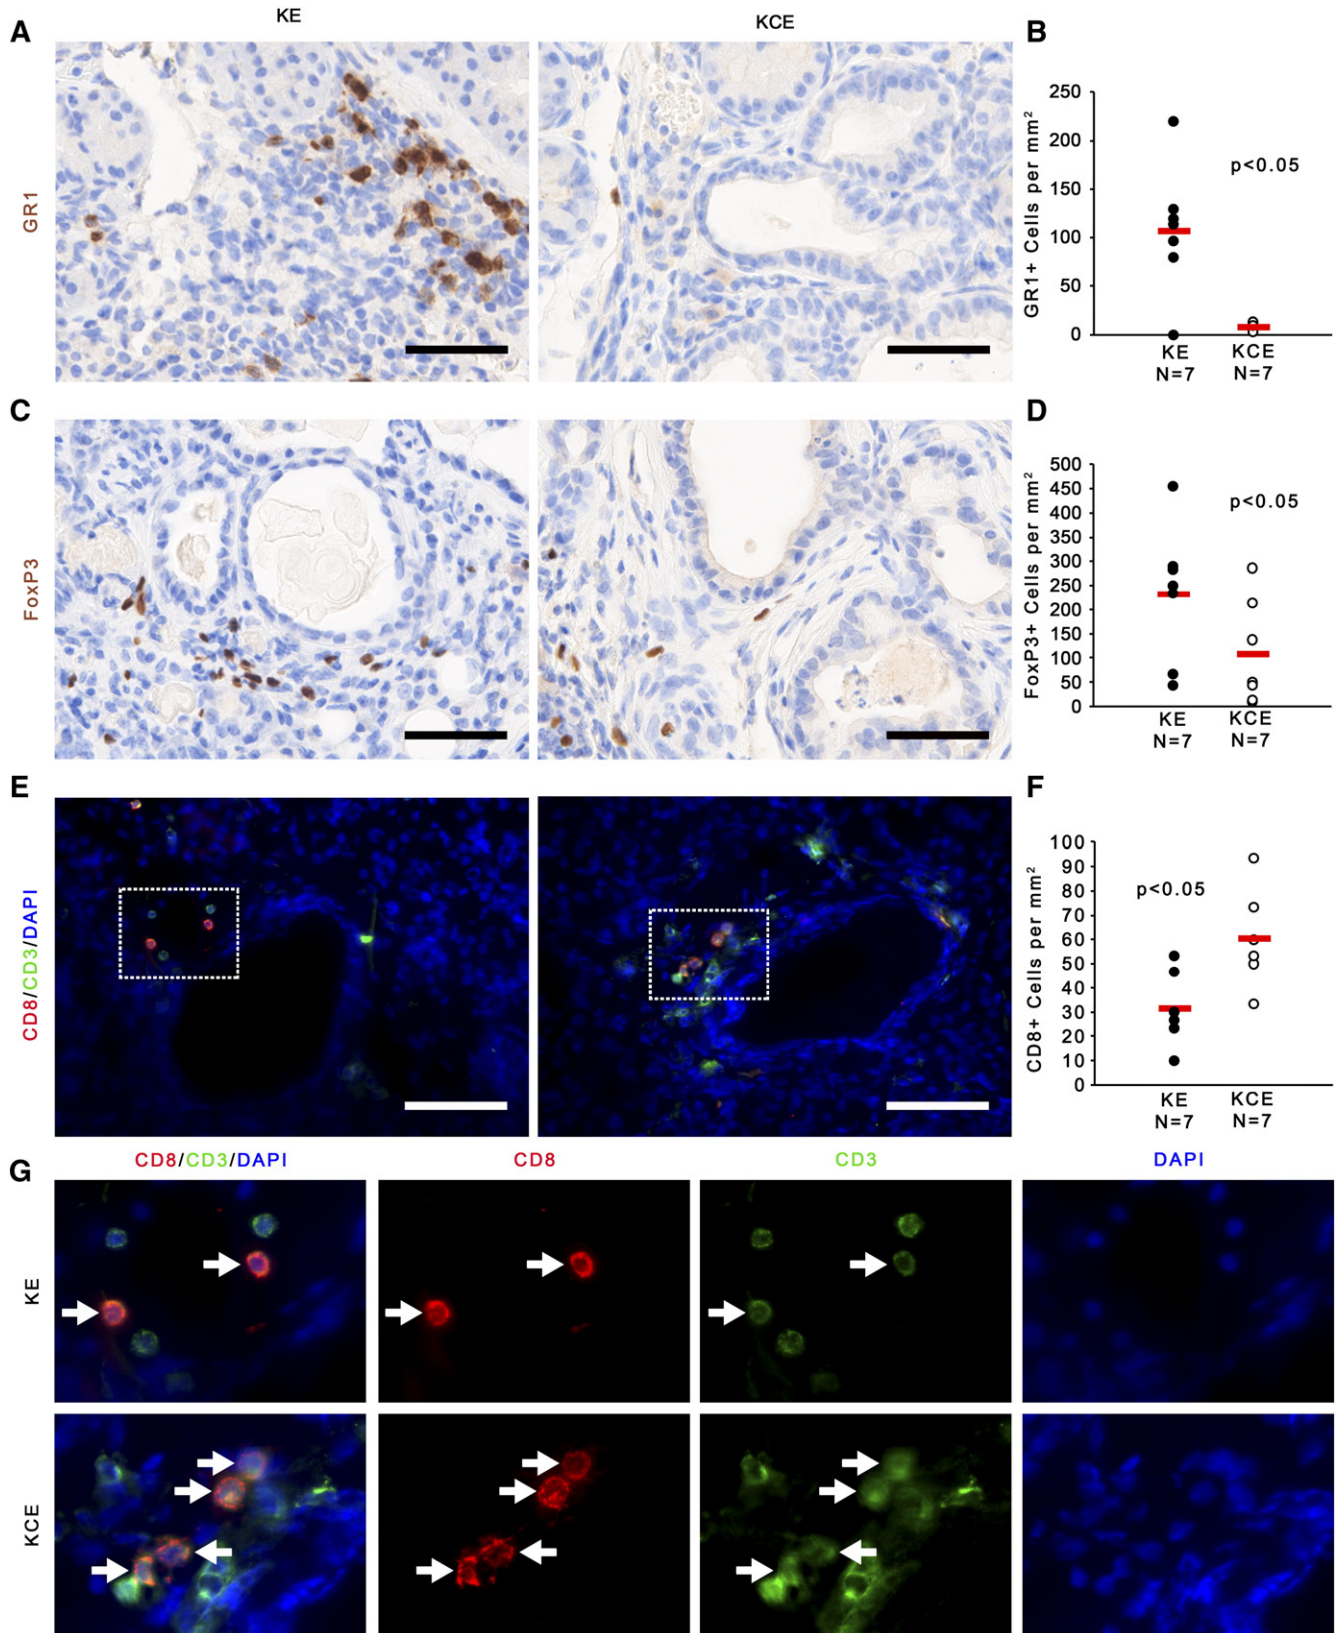 KE
KCE
A
GR1
B
GR1+ Cells per mm²
250
200
150
100
50
0
p<0.05
KE
N=7
KCE
N=7
C
FoxP3
D
FoxP3+ Cells per mm²
500
450
400
350
300
250
200
150
100
50
0
p<0.05
KE
N=7
KCE
N=7
E
CD8/CD3/DAPI
F
CD8+ Cells per mm²
100
90
80
70
60
50
40
30
20
10
0
p<0.05
KE
N=7
KCE
N=7
G
CD8/CD3/DAPI
CD8
CD3
DAPI
KE
KCE